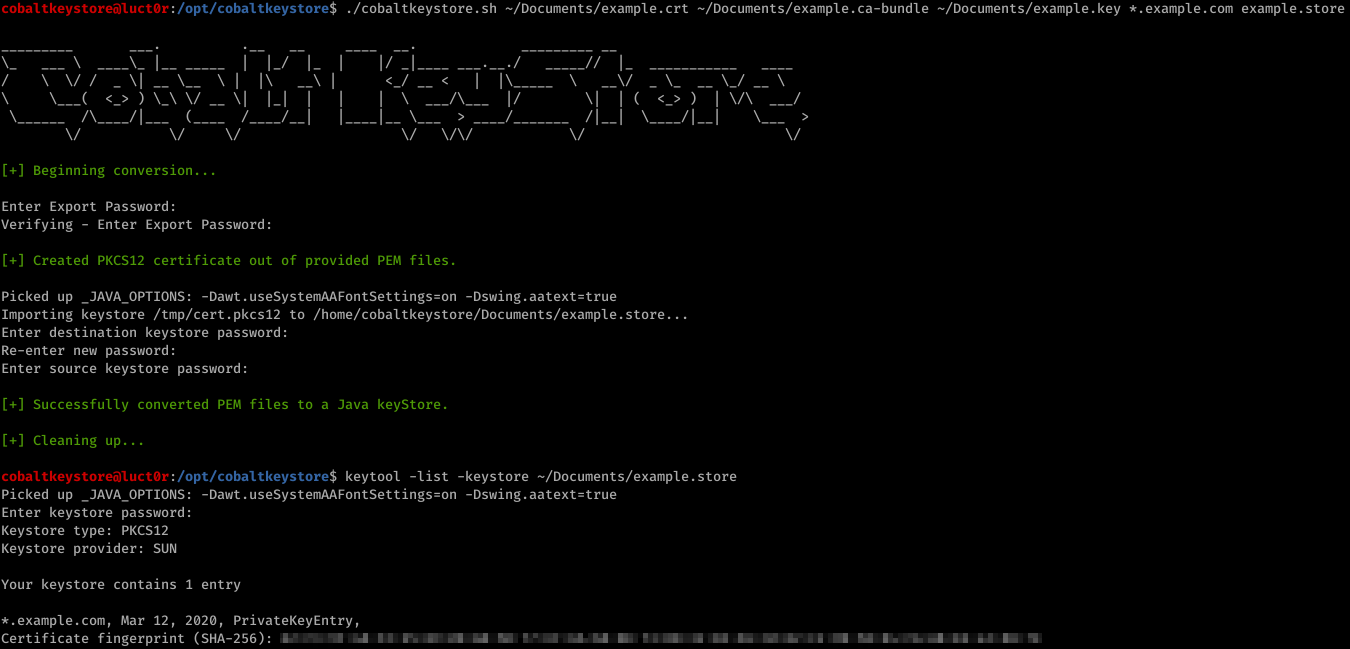 cobaltkeystore@luct0r:/opt/cobaltkeystore$ ./cobaltkeystore.sh ~/Documents/example.crt ~/Documents/example.ca-bundle ~/Documents/example.key *.example.com example.store
Cobalt KeyStore
[+] Beginning conversion...
Enter Export Password:
Verifying - Enter Export Password:
[+] Created PKCS12 certificate out of provided PEM files.
Picked up _JAVA_OPTIONS: -Dawt.useSystemAAFontSettings=on -Dswing.aatext=true
Importing keystore /tmp/cert.pkcs12 to /home/cobaltkeystore/Documents/example.store...
Enter destination keystore password:
Re-enter new password:
Enter source keystore password:
[+] Successfully converted PEM files to a Java keyStore.
[+] Cleaning up...
cobaltkeystore@luct0r:/opt/cobaltkeystore$ keytool -list -keystore ~/Documents/example.store
Picked up _JAVA_OPTIONS: -Dawt.useSystemAAFontSettings=on -Dswing.aatext=true
Enter keystore password:
Keystore type: PKCS12
Keystore provider: SUN
Your keystore contains 1 entry
*.example.com, Mar 12, 2020, PrivateKeyEntry,
Certificate fingerprint (SHA-256):